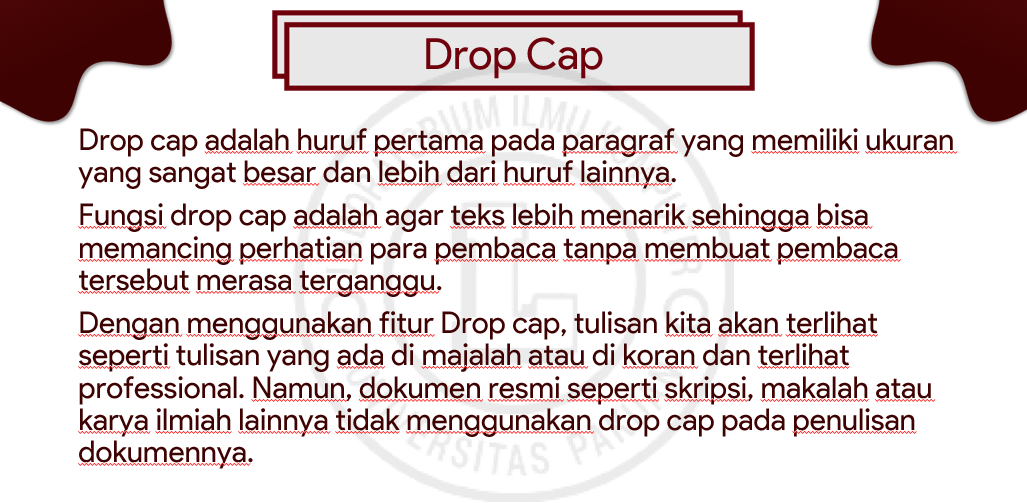 Drop Cap
Drop cap adalah huruf pertama pada paragraf yang memiliki ukuran
yang sangat besar dan lebih dari huruf lainnya.
Fungsi drop cap adalah agar teks lebih menarik sehingga bisa
memancing perhatian para pembaca tanpa membuat pembaca
tersebut merasa terganggu.
Dengan menggunakan fitur Drop cap, tulisan kita akan terlihat
seperti tulisan yang ada di majalah atau di koran dan terlihat
professional. Namun, dokumen resmi seperti skripsi, makalah atau
karya ilmiah lainnya tidak menggunakan drop cap pada penulisan
dokumennya.